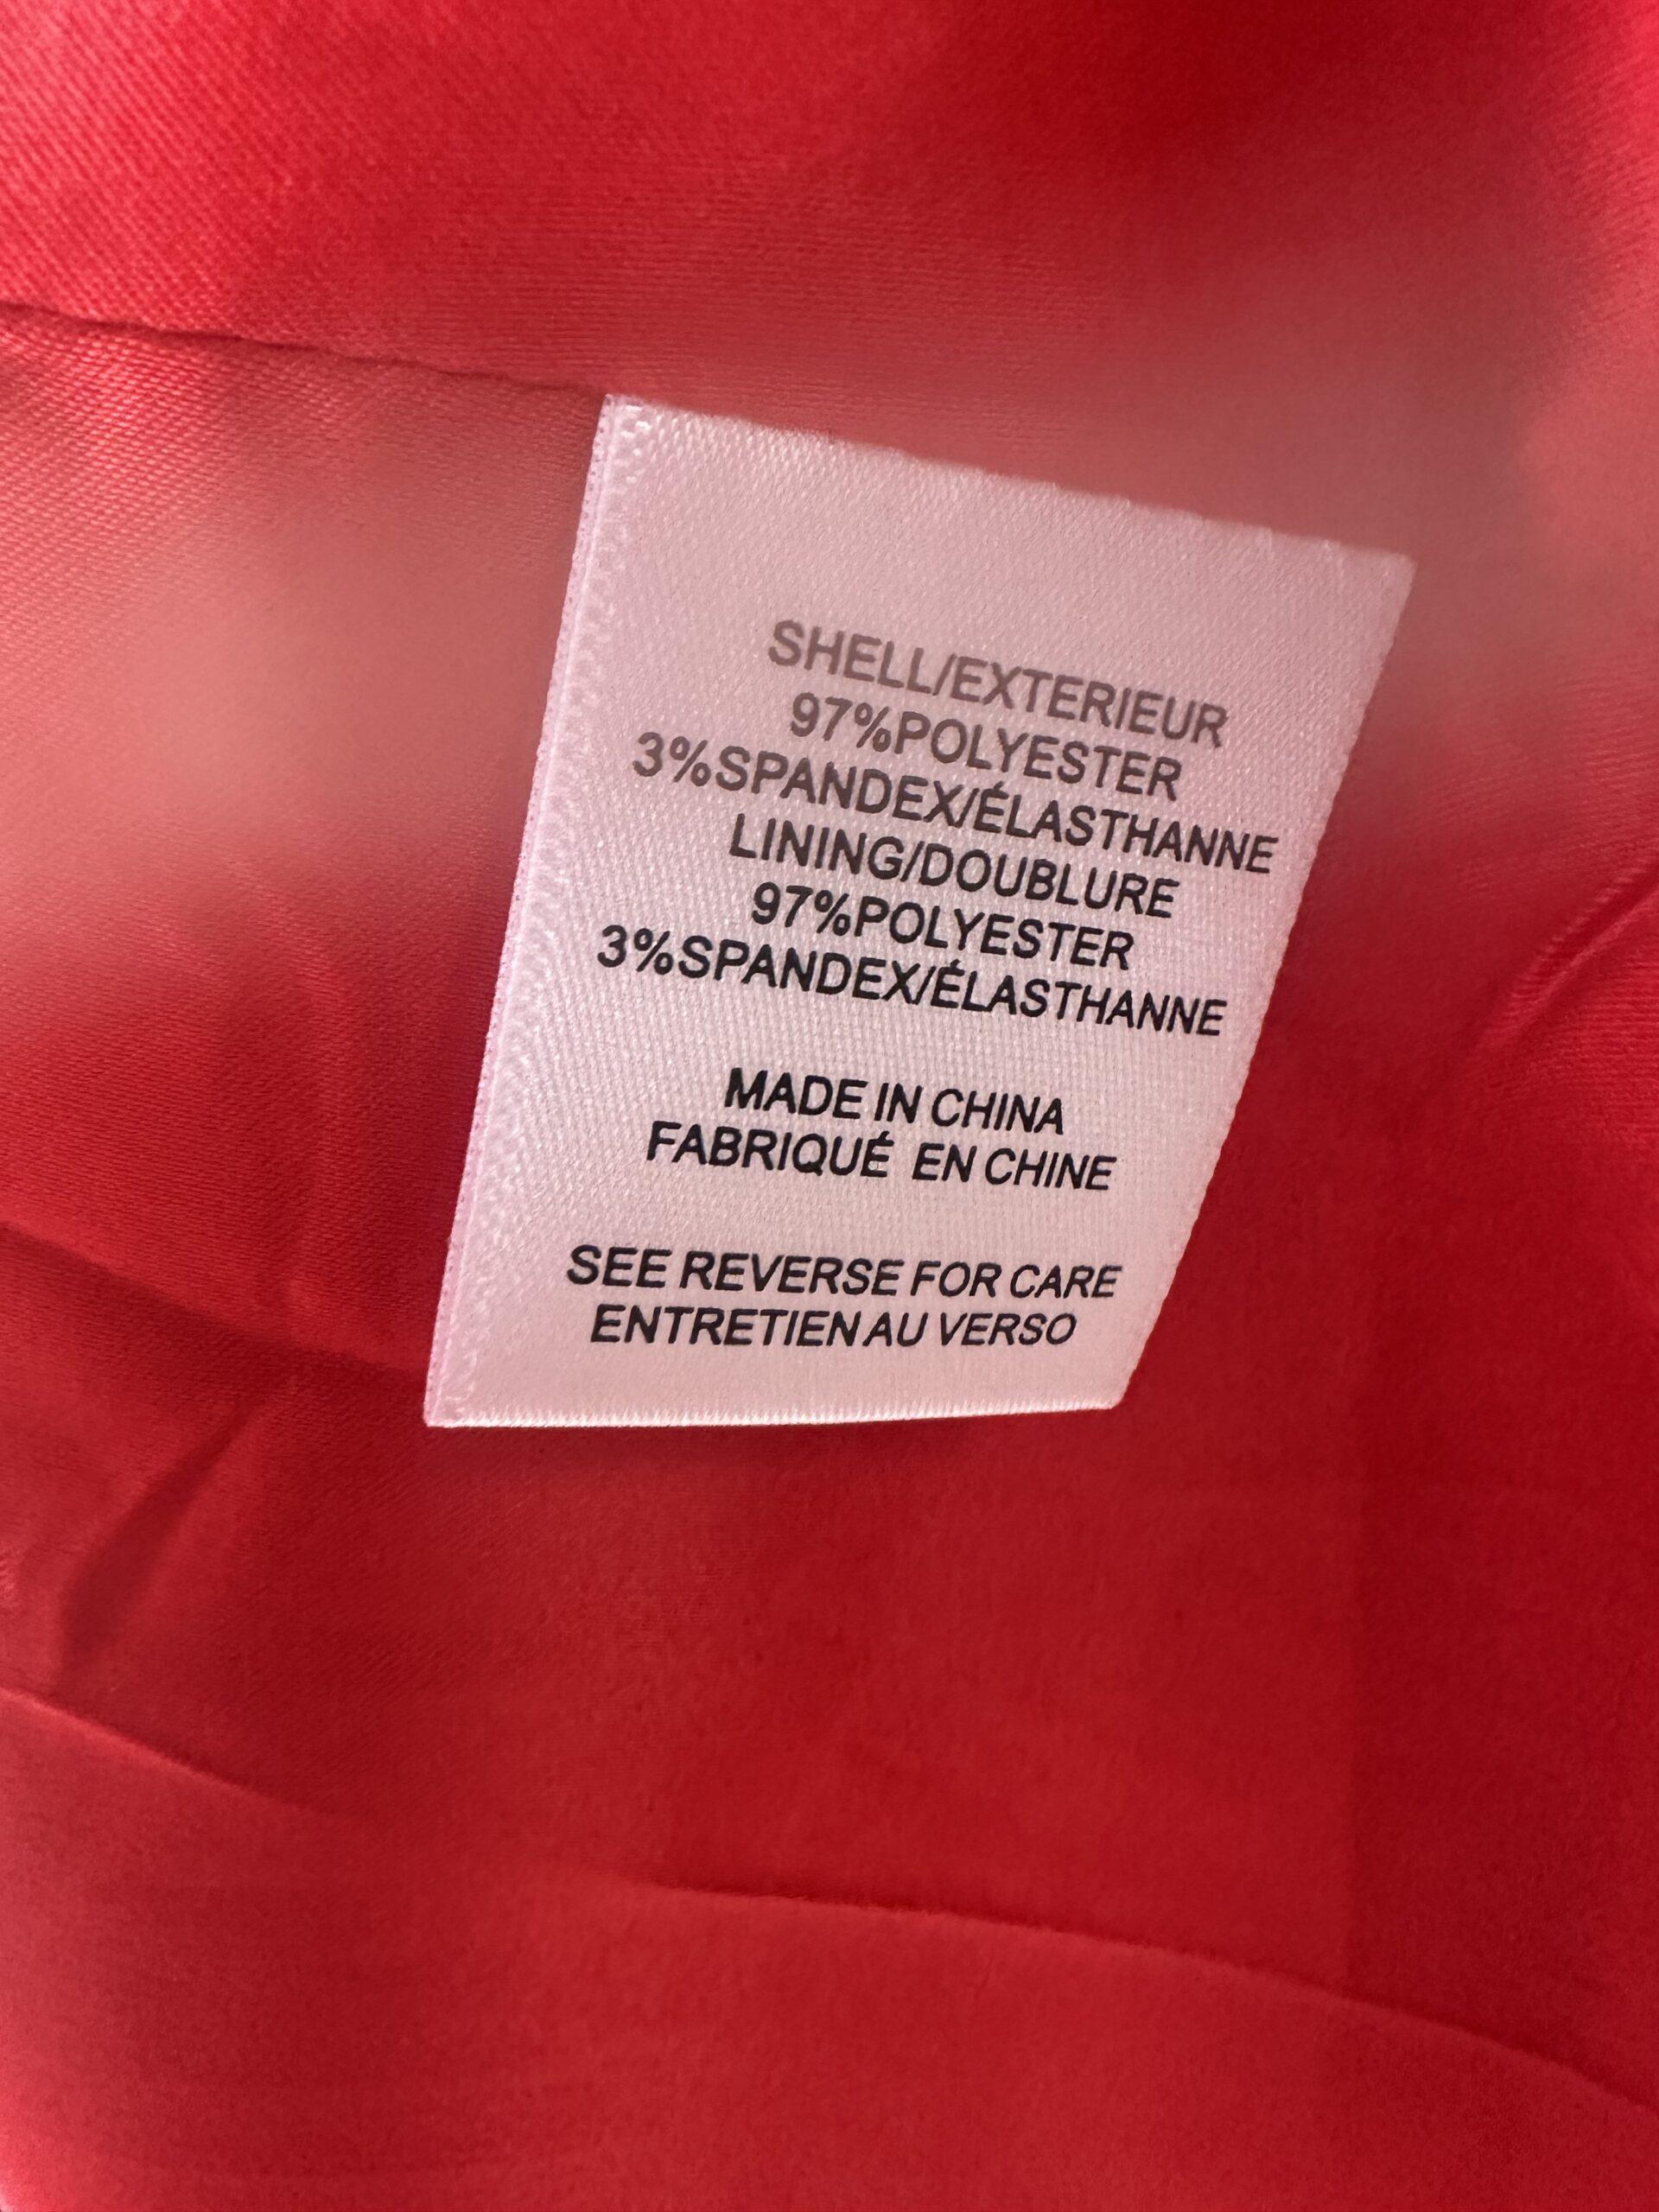 SHELL/EXTERIEUR
97%POLYESTER
3%SPANDEX/ÉLASTHANNE
LINING/DOUBLURE
97%POLYESTER
3%SPANDEX/ÉLASTHANNE
MADE IN CHINA
FABRIQUÉ EN CHINE
SEE REVERSE FOR CARE
ENTRETIEN AU VERSO